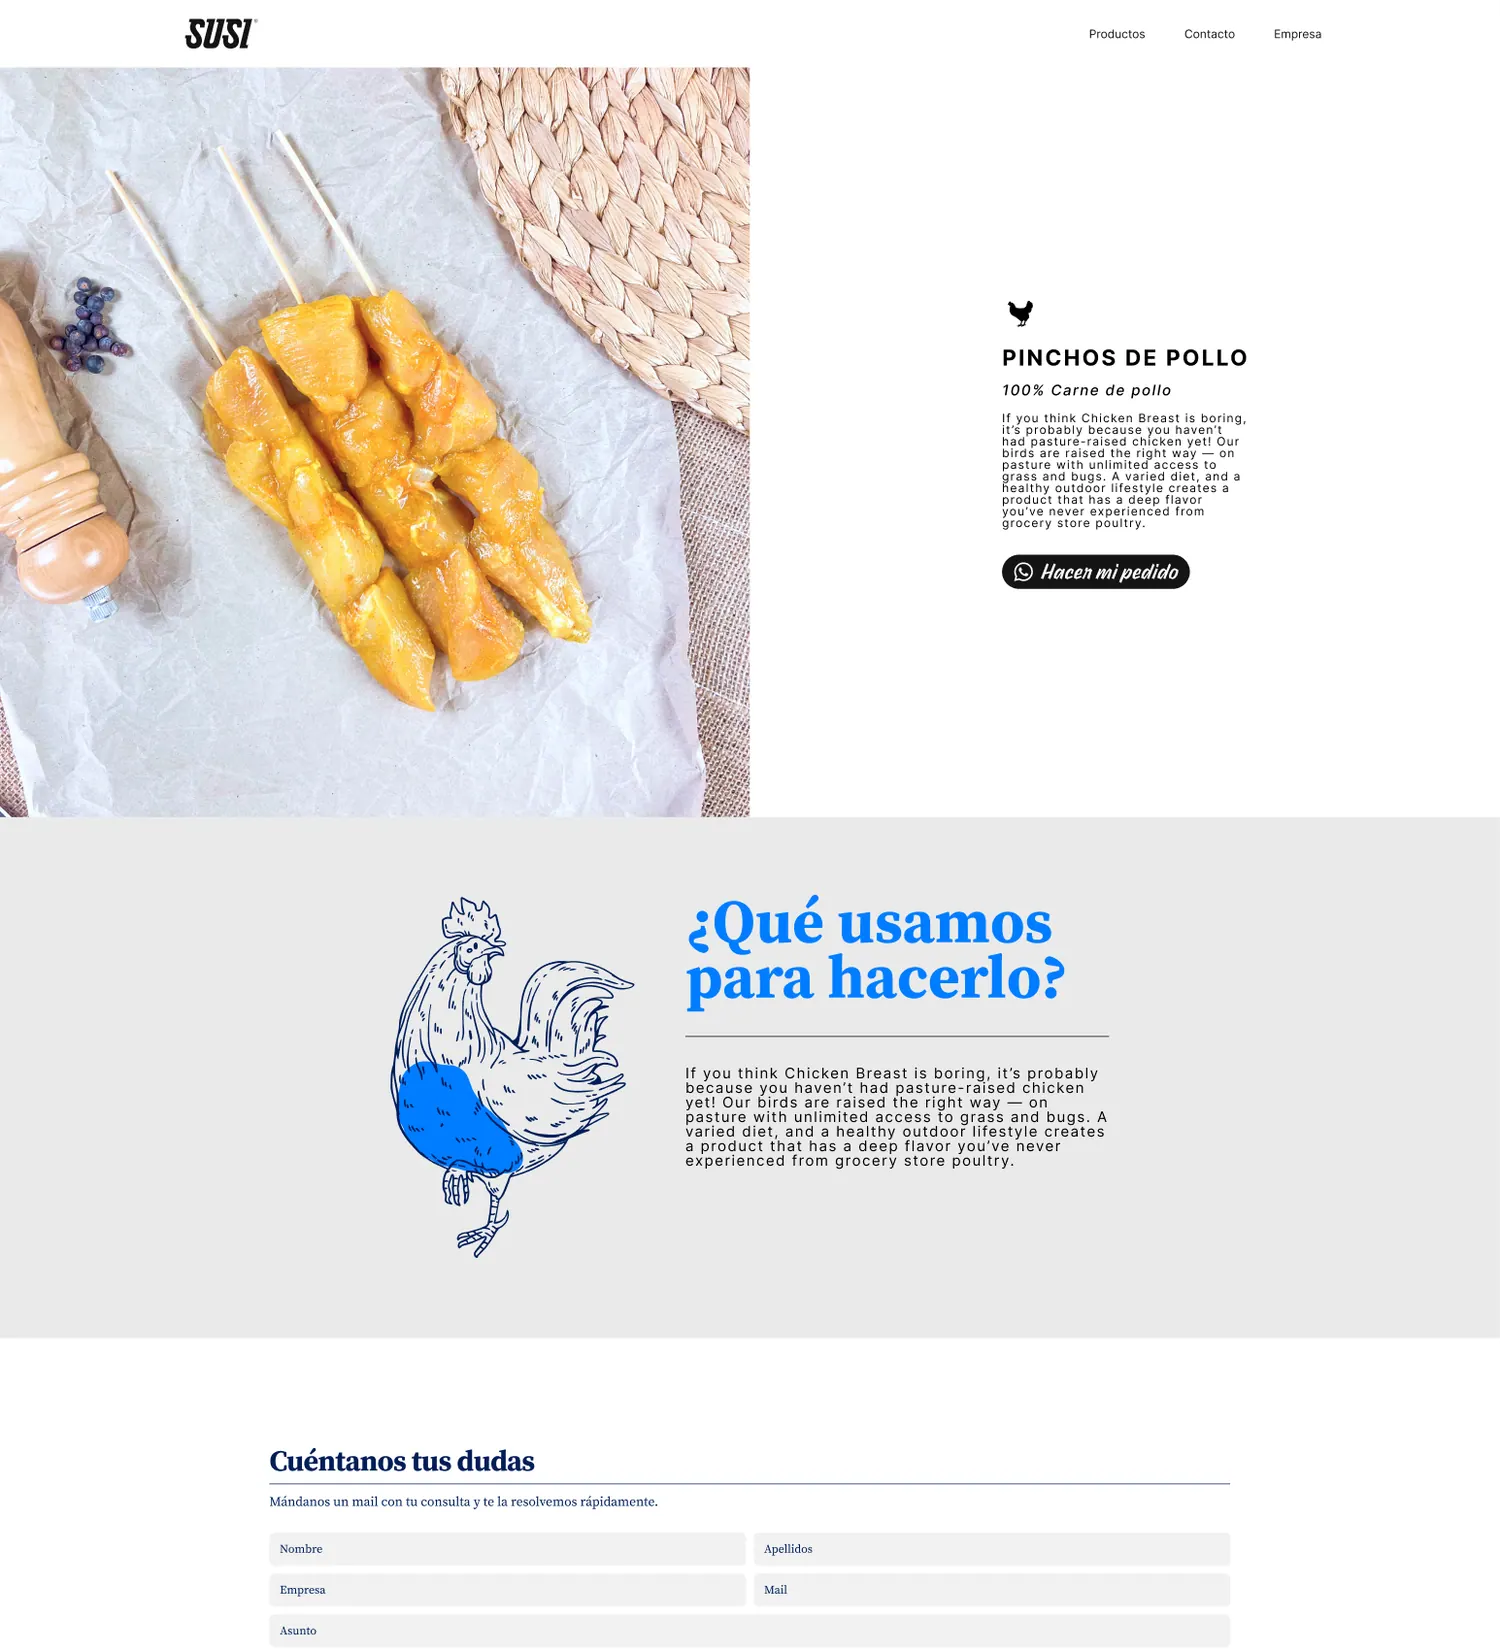 SUSI
Productos Contacto Empresa
PINCHOS DE POLLO
100% Carne de pollo
If you think Chicken Breast is boring,
it’s probably because you haven’t
had pasture-raised chicken yet! Our
birds are raised the right way — on
pasture with unlimited access to
grass and bugs. A varied diet, and a
healthy outdoor lifestyle creates a
product that has a deep flavor
you’ve never experienced from
grocery store poultry.
Hacer mi pedido
¿Qué usamos
para hacerlo?
If you think Chicken Breast is boring, it’s probably
because you haven’t had pasture-raised chicken
yet! Our birds are raised the right way — on
pasture with unlimited access to grass and bugs. A
varied diet, and a healthy outdoor lifestyle creates
a product that has a deep flavor you’ve never
experienced from grocery store poultry.
Cuéntanos tus dudas
Mándanos un mail con tu consulta y te la resolvemos rápidamente.
Nombre Apellidos
Empresa Mail
Asunto